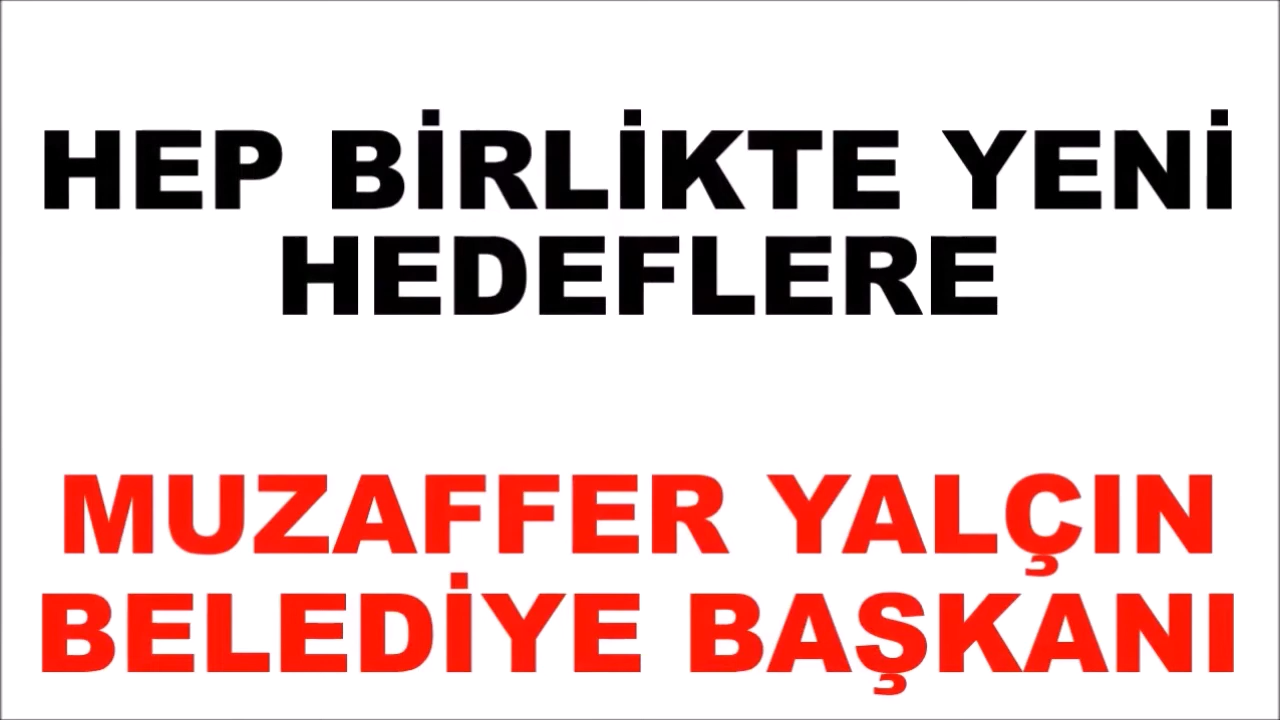 HEP BİRLİKTE YENİ
HEDEFLERE
MUZAFFER YALÇIN
BELEDİYE BAŞKANI